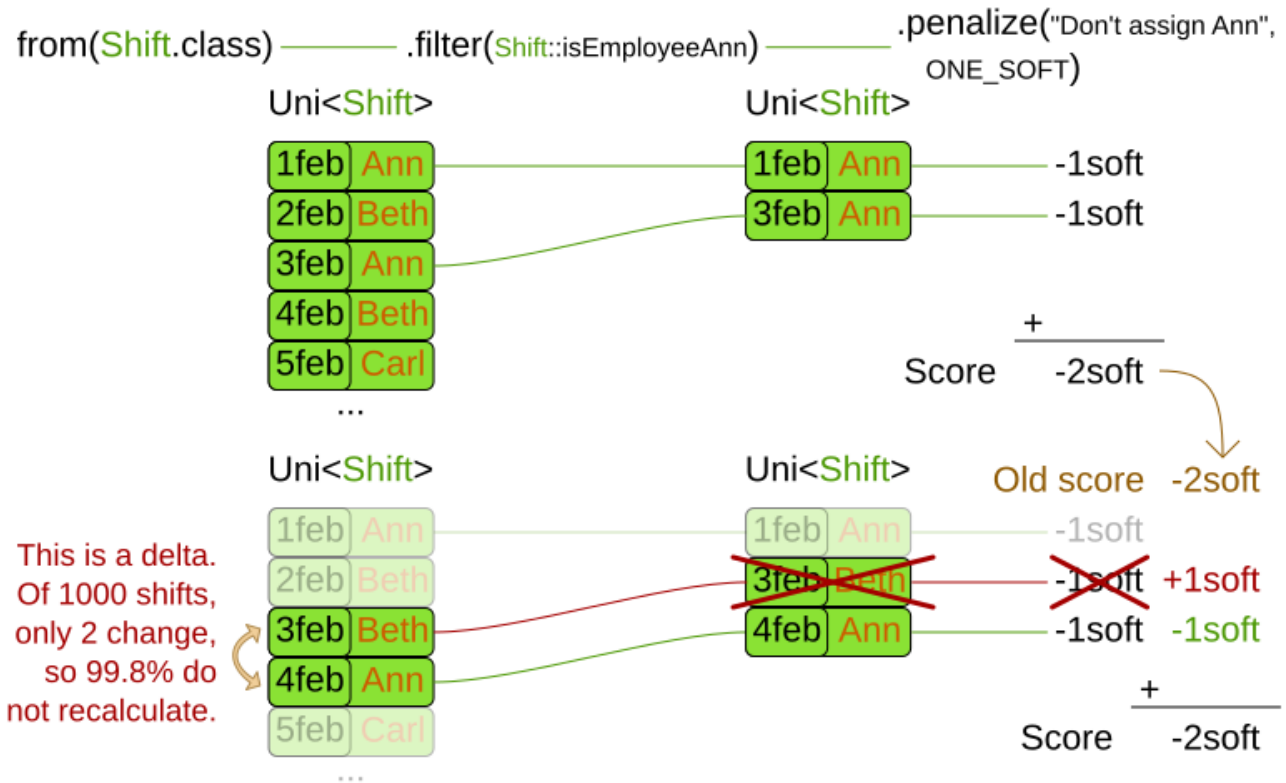 from(Shift.class) .filter(Shift::isEmployeeAnn) .penalize("Don't assign Ann",
ONE_SOFT)
Uni<Shift> Uni<Shift>
1feb Ann 1feb Ann -1soft
2feb Beth 3feb Ann -1soft
3feb Ann
4feb Beth
+
5feb Carl Score -2soft
...
Uni<Shift> Uni<Shift> Old score -2soft
1feb Ann 1feb Ann -1soft
This is a delta.
Of 1000 shifts,
only 2 change,
so 99.8% do
not recalculate.
2feb Beth 3feb Beth -1soft +1soft
3feb Beth 4feb Ann -1soft -1soft
4feb Ann
+
5feb Carl Score -2soft
...